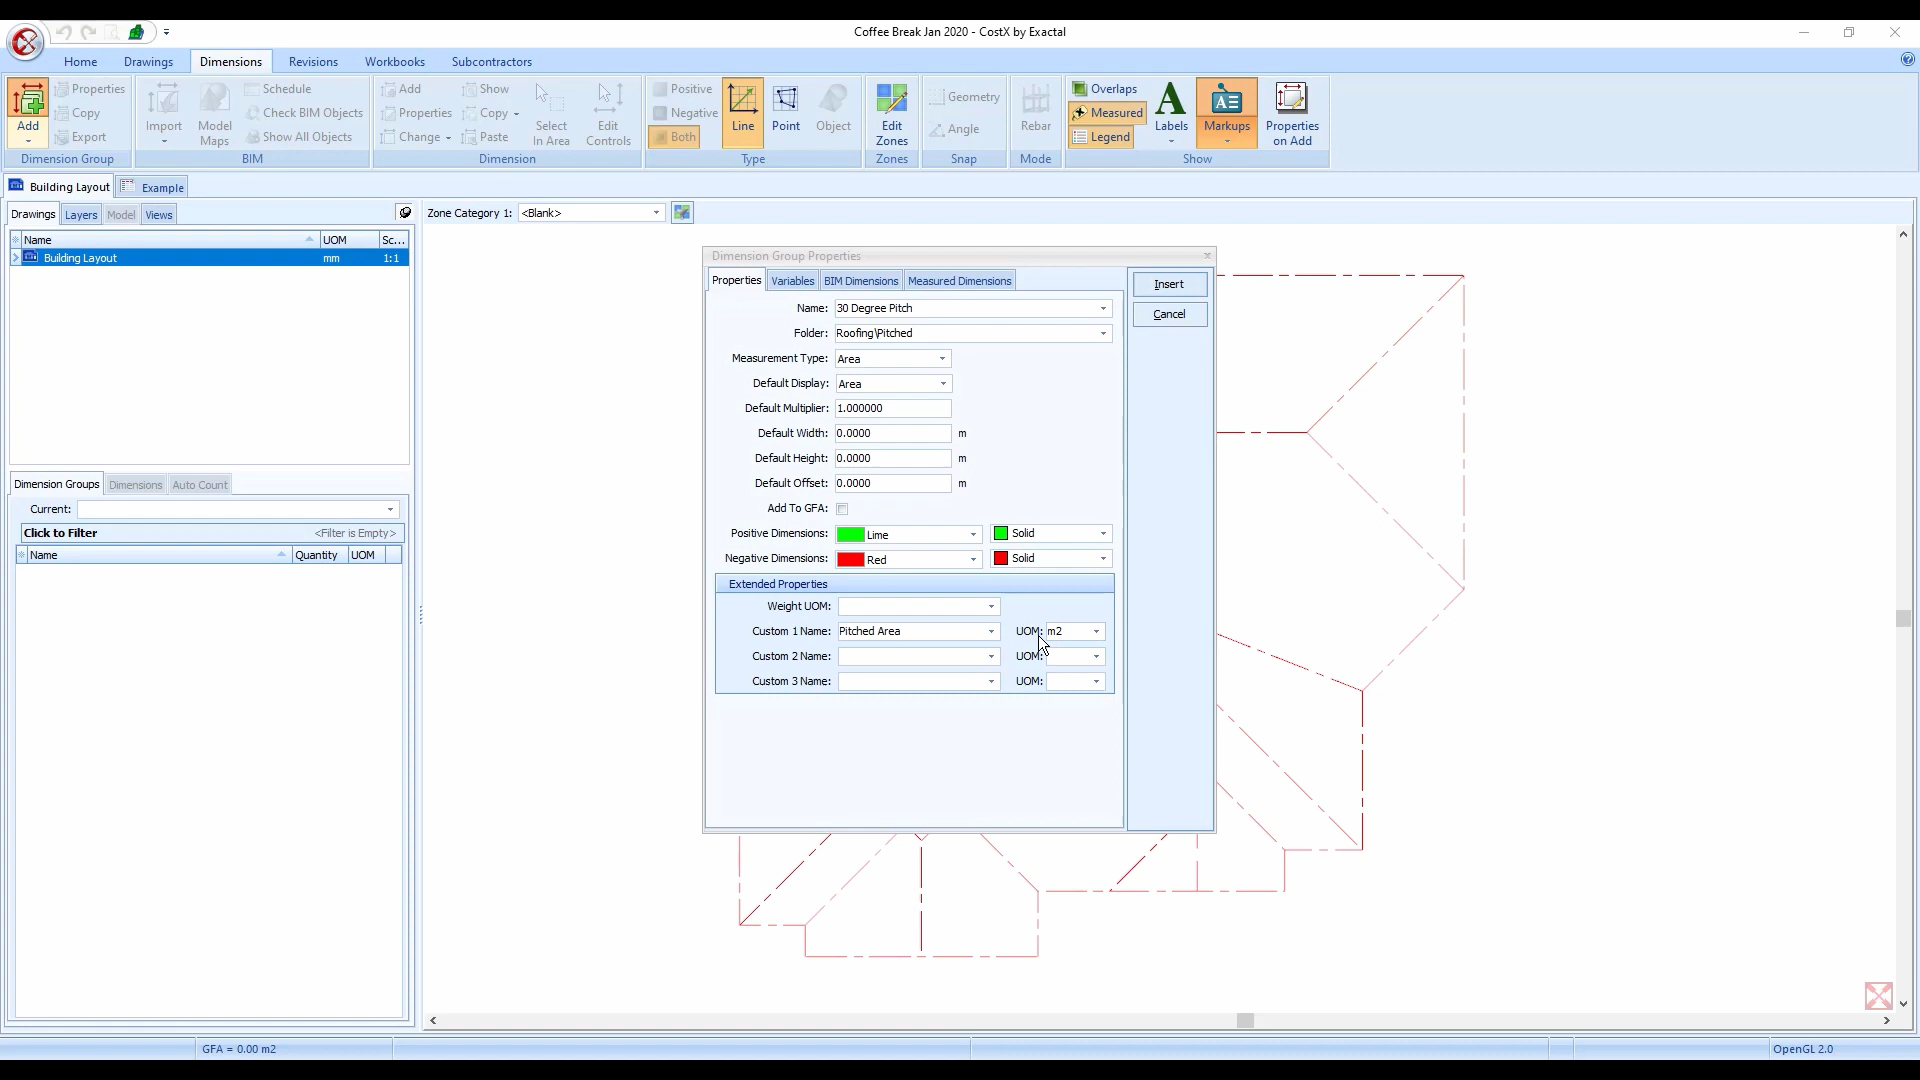 Coffee Break Jan 2020 - CostX by Exactal
Home Drawings Dimensions Revisions Workbooks Subcontractors
Add
Properties
Copy
Export
Dimension Group
Import
Model Maps
Schedule
Check BIM Objects
Show All Objects
BIM
Add
Properties
Change
Show
Copy
Paste
Select In Area
Edit Controls
Dimension
Positive
Negative
Both
Line
Point
Object
Type
Edit Zones
Zones
Geometry
Angle
Snap
Rebar
Mode
Overlaps
Measured
Legend
Labels
Markups
Properties on Add
Show
Building Layout Example
Drawings Layers Model Views
Name UOM Sc...
Building Layout mm 1:1
Dimension Groups Dimensions Auto Count
Current:
Click to Filter <Filter is Empty>
Name Quantity UOM
Zone Category 1: <Blank>
Dimension Group Properties
Properties Variables BIM Dimensions Measured Dimensions
Name: 30 Degree Pitch
Folder: Roofing\Pitched
Measurement Type: Area
Default Display: Area
Default Multiplier: 1.000000
Default Width: 0.0000 m
Default Height: 0.0000 m
Default Offset: 0.0000 m
Add To GFA:
Positive Dimensions: Lime Solid
Negative Dimensions: Red Solid
Extended Properties
Weight UOM:
Custom 1 Name: Pitched Area UOM: m2
Custom 2 Name: UOM:
Custom 3 Name: UOM:
Insert
Cancel
GFA = 0.00 m2
OpenGL 2.0